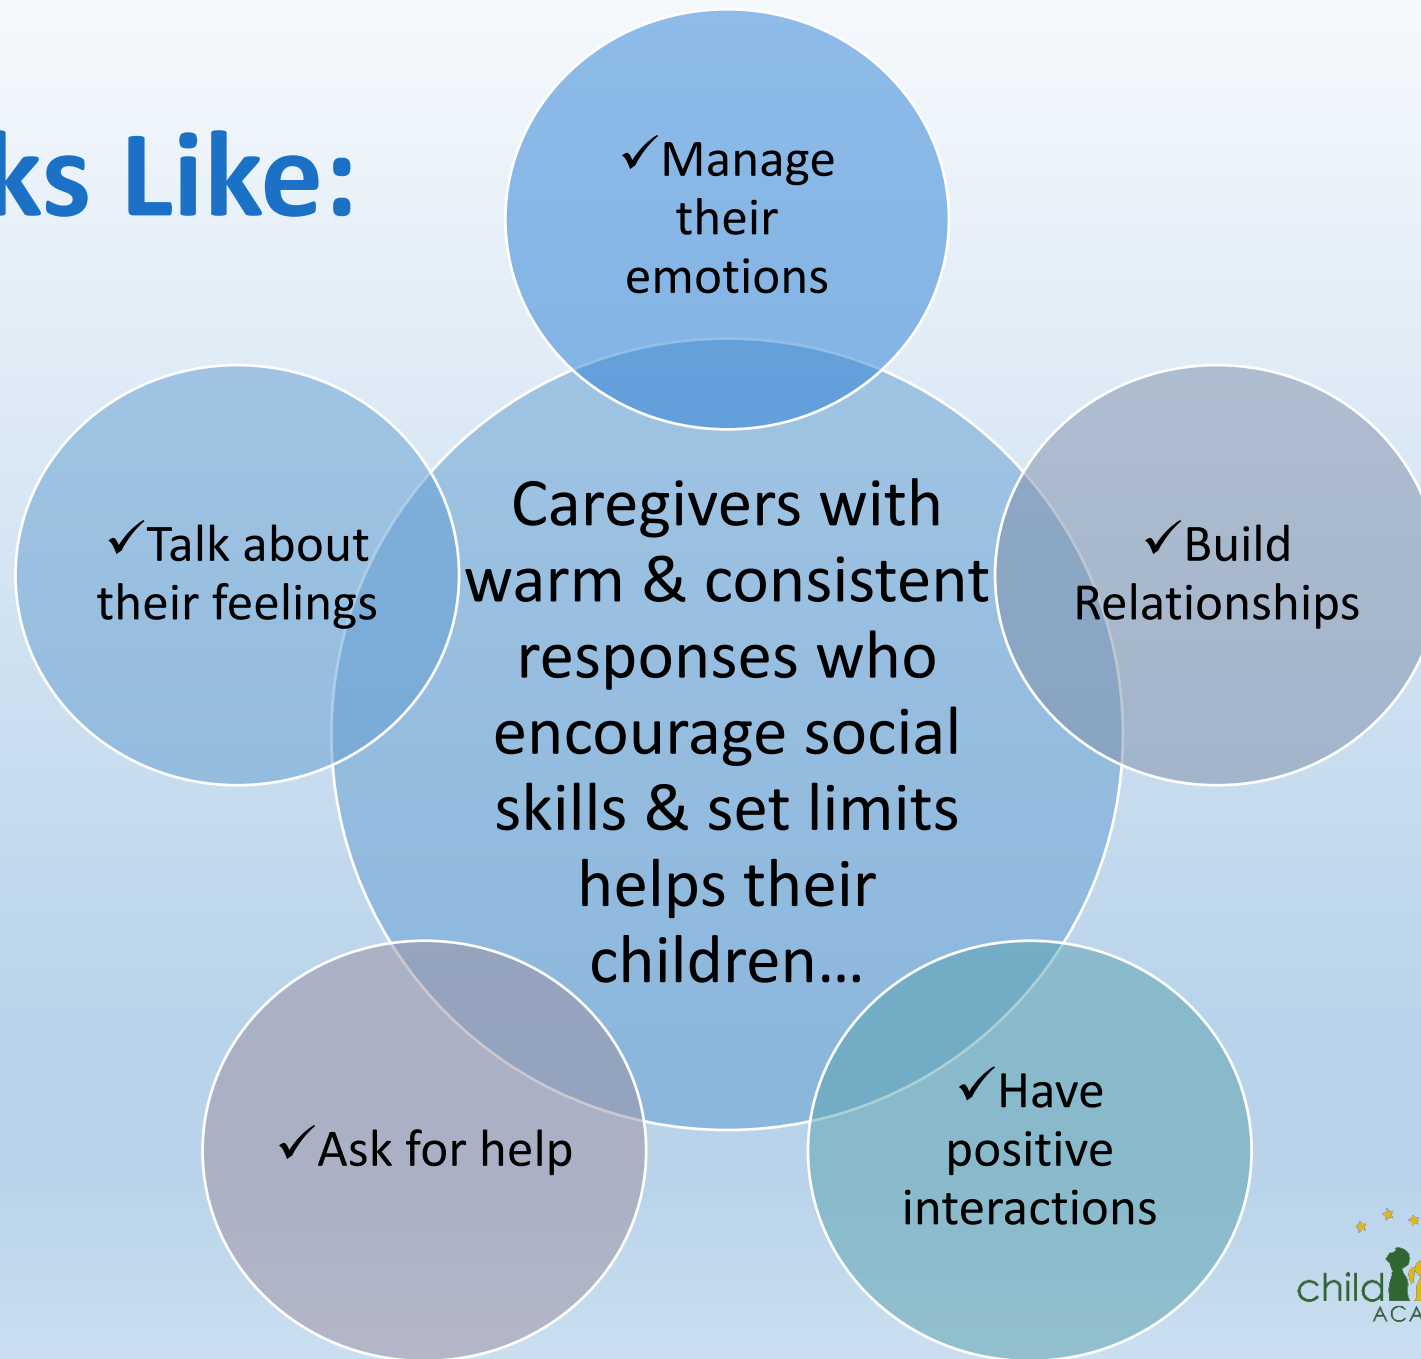 ks Like:
✓Manage
their
emotions
✓Talk about
their feelings
Caregivers with
warm & consistent
responses who
encourage social
skills & set limits
helps their
children…
✓Build
Relationships
✓Ask for help
✓Have
positive
interactions
child
ACA